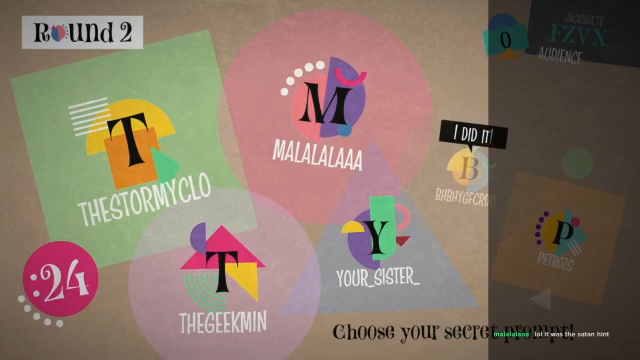 Round 2
JACKBOX.TV
FZVX
0
AUDIENCE
T
THESTORMYCLO
M
MALALALAAA
I DID IT!
B
BHBHYGFCRDD
P
PETROZS
:24
T
THEGEEKMIN
Y
YOUR_SISTER_
Choose your secret prompt!
malalalaaa lol it was the satan hint